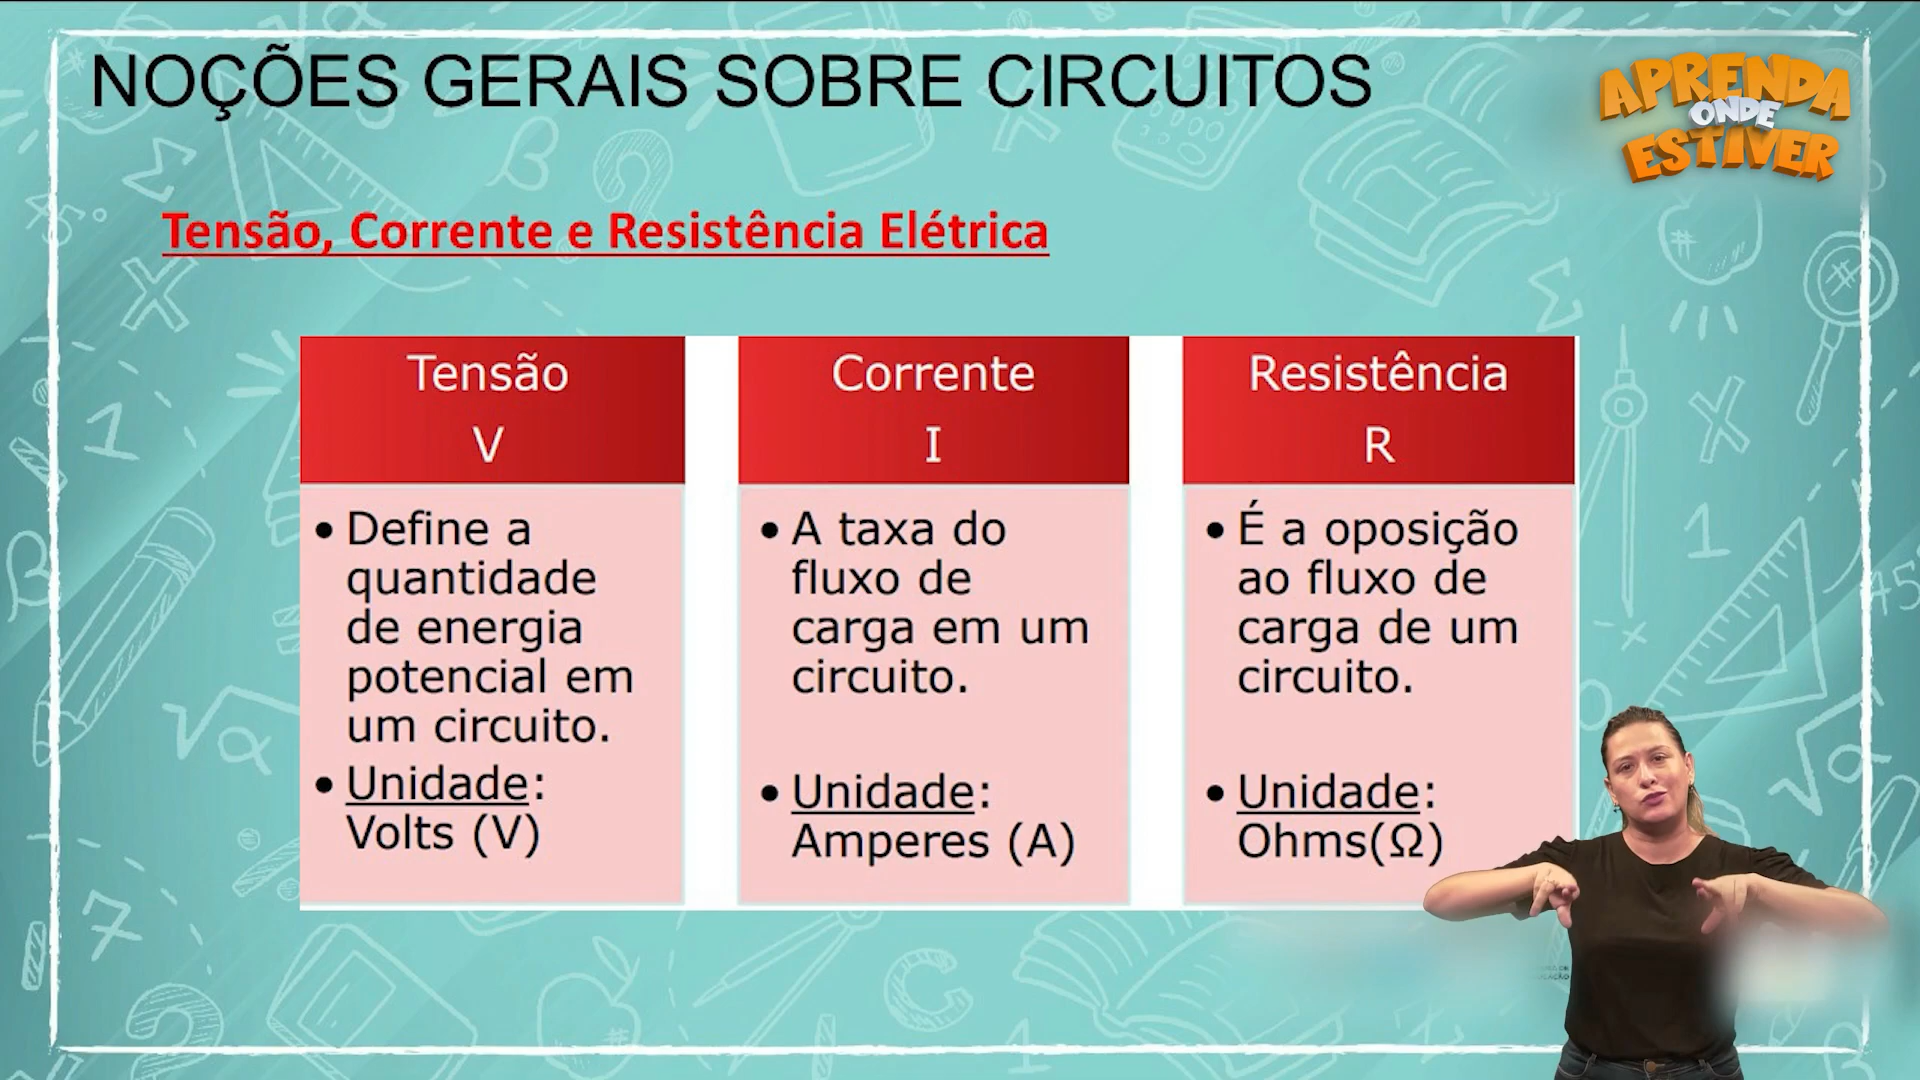 NOÇÕES GERAIS SOBRE CIRCUITOS
APRENDA
ONDE
ESTIVER
Tensão, Corrente e Resistência Elétrica
Tensão
V
• Define a
quantidade
de energia
potencial em
um circuito.
• Unidade:
Volts (V)
Corrente
I
• A taxa do
fluxo de
carga em um
circuito.
• Unidade:
Amperes (A)
Resistência
R
• É a oposição
ao fluxo de
carga de um
circuito.
• Unidade:
Ohms(Ω)